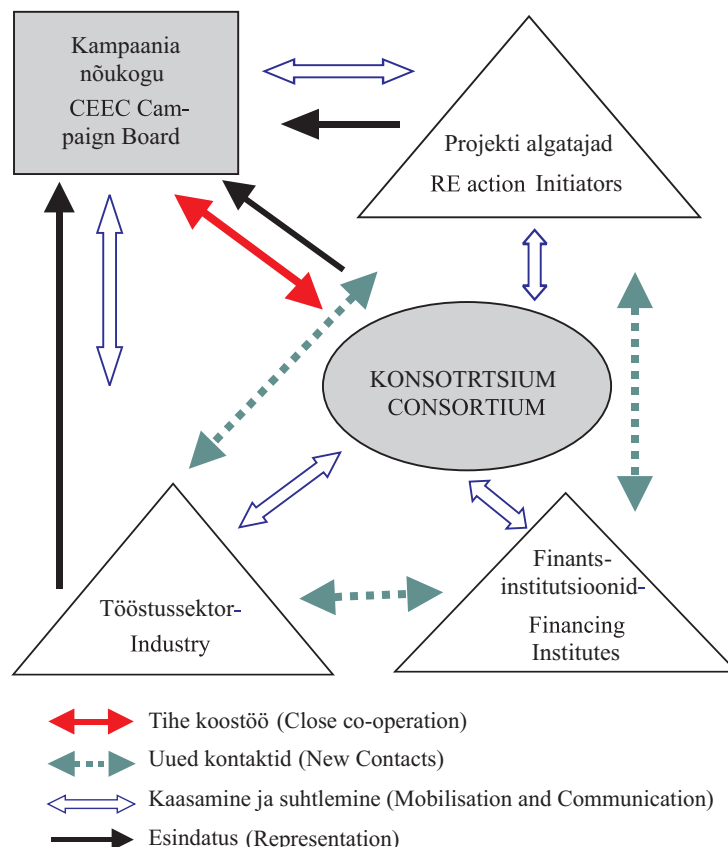 Kampaania
nõukogu
CEEC Cam-
paign Board
Projekti algatajad
RE action Initiators
KONSOTRTSIUM
CONSORTIUM
Tööstussektor-
Industry
Finants-
institutsioonid-
Financing
Institutes
Tihe koostöö (Close co-operation)
Uued kontaktid (New Contacts)
Kaasamine ja suhtlemine (Mobilisation and Communication)
Esindatus (Representation)